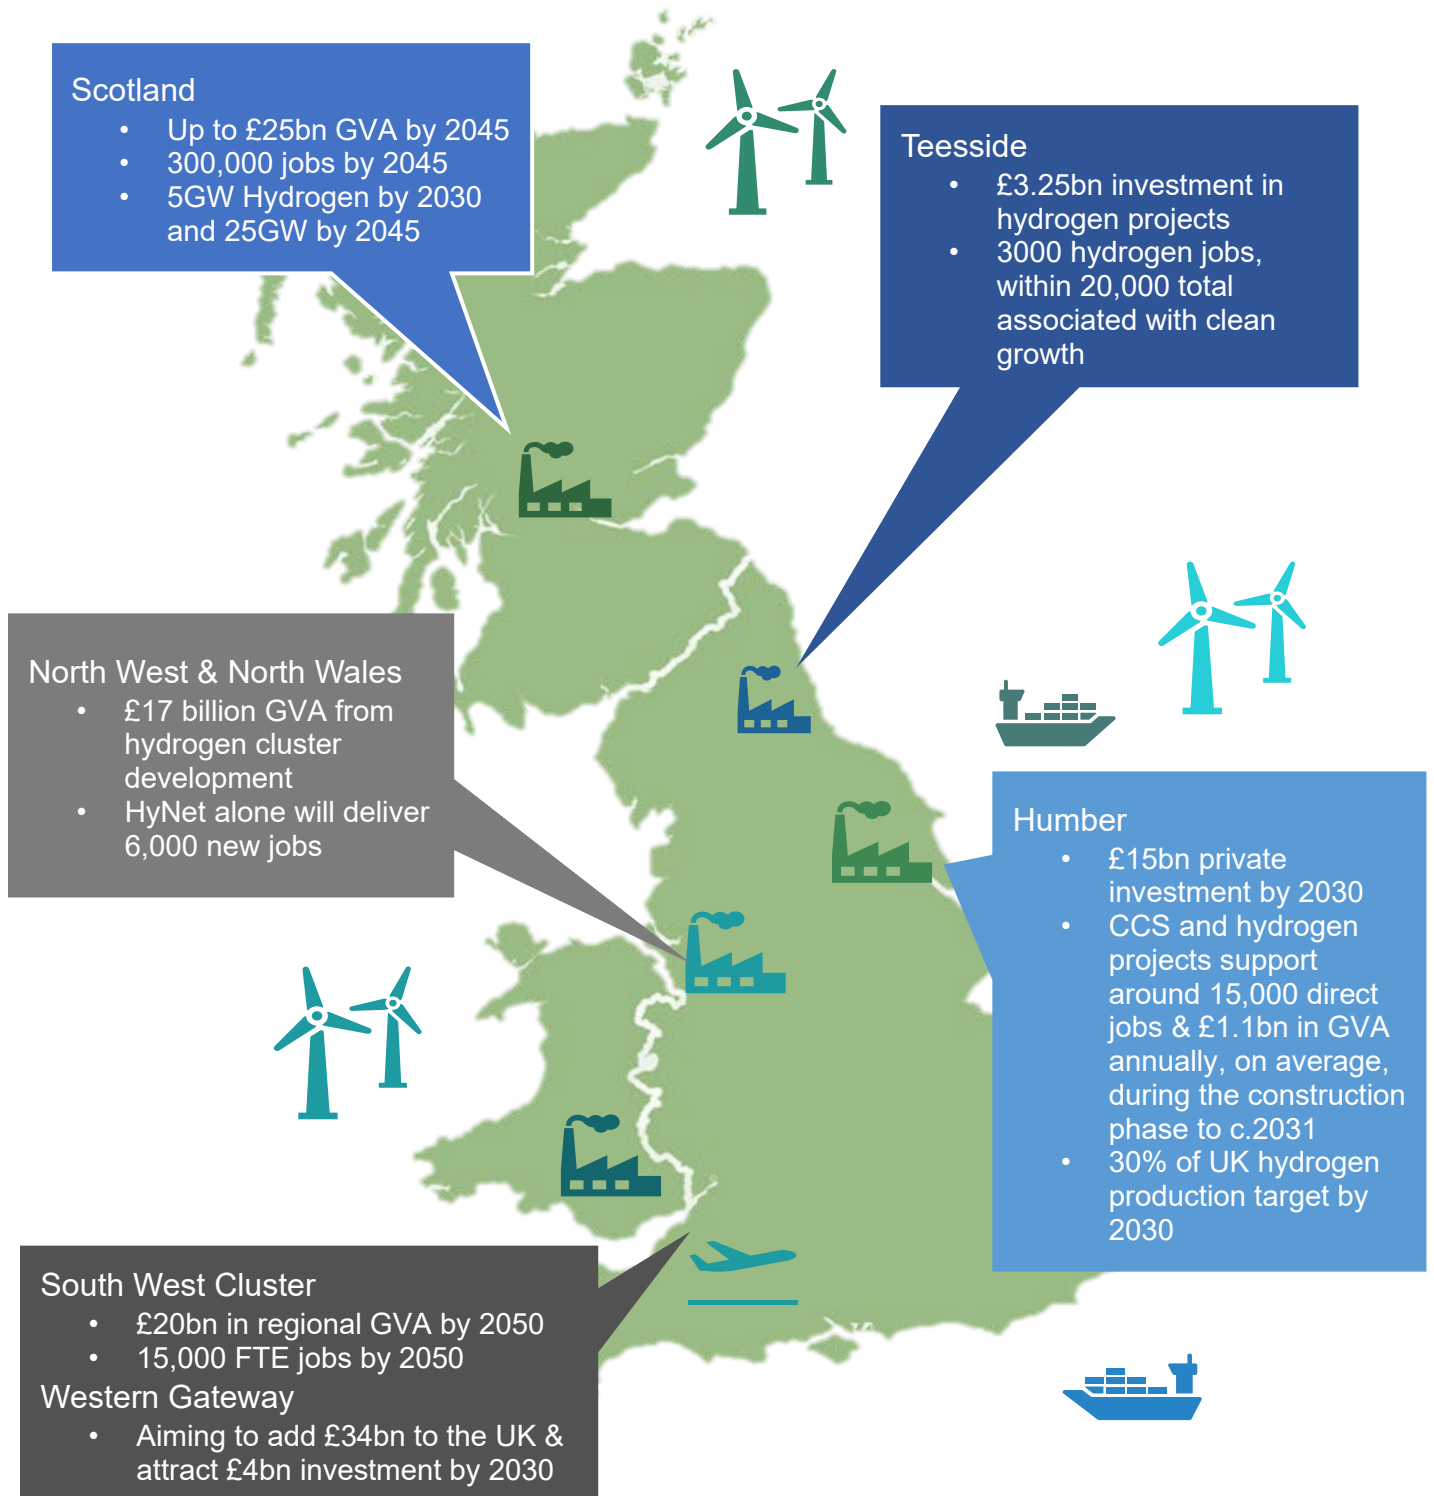 Scotland
• Up to £25bn GVA by 2045
• 300,000 jobs by 2045
• 5GW Hydrogen by 2030
and 25GW by 2045
Teesside
• £3.25bn investment in
hydrogen projects
• 3000 hydrogen jobs,
within 20,000 total
associated with clean
growth
North West & North Wales
• £17 billion GVA from
hydrogen cluster
development
• HyNet alone will deliver
6,000 new jobs
Humber
• £15bn private
investment by 2030
• CCS and hydrogen
projects support
around 15,000 direct
jobs & £1.1bn in GVA
annually, on average,
during the construction
phase to c.2031
• 30% of UK hydrogen
production target by
2030
South West Cluster
• £20bn in regional GVA by 2050
• 15,000 FTE jobs by 2050
Western Gateway
• Aiming to add £34bn to the UK &
attract £4bn investment by 2030